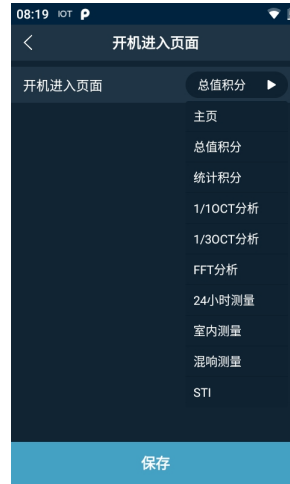 08:19 IOT P
开机进入页面
开机进入页面 总值积分
主页
总值积分
统计积分
1/1OCT分析
1/3OCT分析
FFT分析
24小时测量
室内测量
混响测量
STI
保存